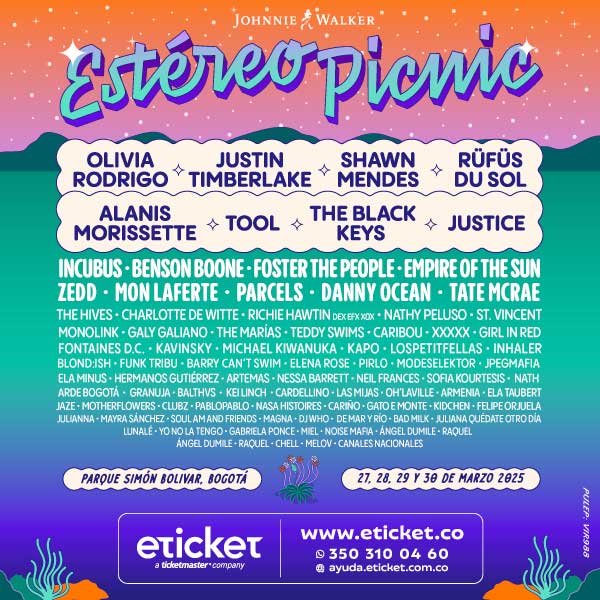 JOHNNIE WALKER
Estéreo Picnic
OLIVIA RODRIGO JUSTIN TIMBERLAKE SHAWN MENDES RÜFÜS DU SOL
ALANIS MORISSETTE TOOL THE BLACK KEYS JUSTICE
INCUBUS · BENSON BOONE · FOSTER THE PEOPLE · EMPIRE OF THE SUN
ZEDD · MON LAFERTE · PARCELS · DANNY OCEAN · TATE MCRAE
THE HIVES · CHARLOTTE DE WITTE · RICHIE HAWTIN DEX EFX XOX · NATHY PELUSO · ST. VINCENT
MONOLINK · GALY GALIANO · THE MARÍAS · TEDDY SWIMS · CARIBOU · XXXXX · GIRL IN RED
FONTAINES D.C. · KAVINSKY · MICHAEL KIWANUKA · KAPO · LOSPETITFELLAS · INHALER
BLOND:ISH · FUNK TRIBU · BARRY CAN'T SWIM · ELENA ROSE · PIRLO · MODESELEKTOR · JPEGMAFIA
ELA MINUS · HERMANOS GUTIÉRREZ · ARTEMAS · NESSA BARRETT · NEIL FRANCES · SOFIA KOURTESIS · NATH
ARDE BOGOTÁ · GRANUJA · BALTHVS · KEI LINCH · CARDELLINO · LAS MIJAS · OH'LAVILLE · ARMENIA · ELA TAUBERT
JAZE · MOTHERFLOWERS · CLUBZ · PABLOPABLO · NASA HISTOIRES · CARIÑO · GATO E MONTE · KIDCHEN · FELIPE ORJUELA
JULIANNA · MAYRA SÁNCHEZ · SOUL AM AND FRIENDS · MAGNA · DJ WHO · DE MAR Y RÍO · BAD MILK · JULIANA QUÉDATE OTRO DÍA
LUNALÉ · YO NO LA TENGO · GABRIELA PONCE · MIEL · NOISE MAFIA · ÁNGEL DUMILE · RAQUEL
ÁNGEL DUMILE · RAQUEL · CHELL · MELOV · CANALES NACIONALES
PARQUE SIMÓN BOLIVAR, BOGOTÁ
27, 28, 29 Y 30 DE MARZO 2025
PULEP: VIR988
eticket
a ticketmaster® company
www.eticket.co
350 310 04 60
@ ayuda.eticket.com.co